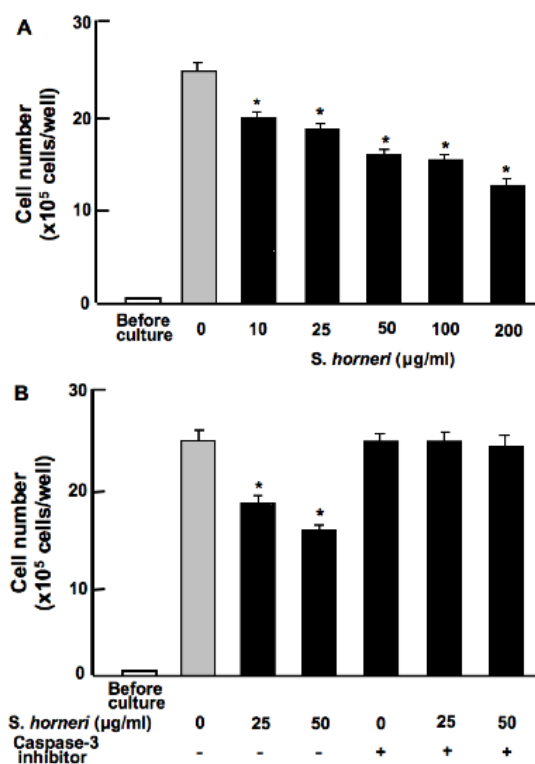 A
30
20
10
0
Cell number
(x10⁵ cells/well)
* * * * *
Before
culture
0 10 25 50 100 200
S. horneri (µg/ml)
B
30
20
10
0
Cell number
(x10⁵ cells/well)
* *
Before
culture
S. horneri (µg/ml) 0 25 50 0 25 50
Caspase-3
inhibitor - - - + + +